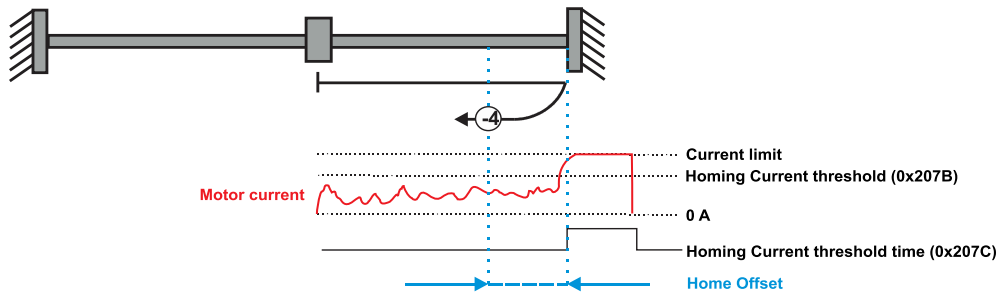 -4
Current limit
Homing Current threshold (0x207B)
Motor current
0 A
Homing Current threshold time (0x207C)
Home Offset